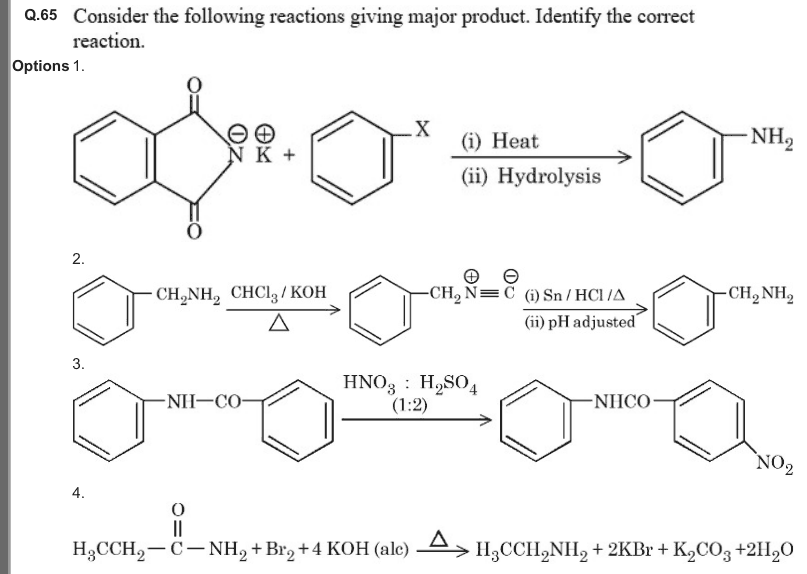 Q.65 Consider the following reactions giving major product. Identify the correct
reaction.
Options 1.
O
N⊖ K⊕ + X (i) Heat NH₂
(ii) Hydrolysis
O
2.
CH₂NH₂ CHCl₃ / KOH Δ CH₂N⊕≡C⊖ (i) Sn / HCl /Δ CH₂NH₂
(ii) pH adjusted
3.
NH—CO HNO₃ : H₂SO₄ NHCO
(1:2)
NO₂
4.
O
H₃CCH₂—C—NH₂ + Br₂ + 4 KOH (alc) Δ H₃CCH₂NH₂ + 2KBr + K₂CO₃ +2H₂O